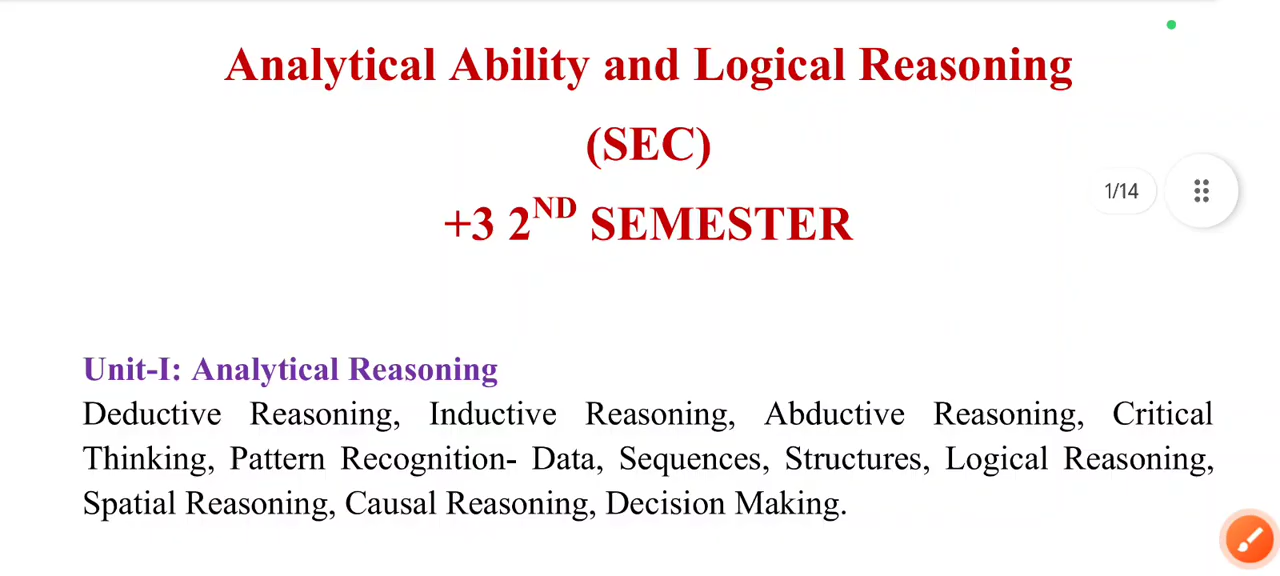 Analytical Ability and Logical Reasoning
(SEC)
1/14
+3 2ND SEMESTER
Unit-I: Analytical Reasoning
Deductive Reasoning, Inductive Reasoning, Abductive Reasoning, Critical
Thinking, Pattern Recognition- Data, Sequences, Structures, Logical Reasoning,
Spatial Reasoning, Causal Reasoning, Decision Making.